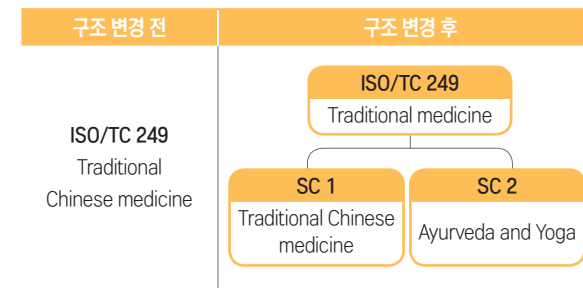 구조 변경 전
구조 변경 후
ISO/TC 249
Traditional
Chinese medicine
ISO/TC 249
Traditional medicine
SC 1
Traditional Chinese
medicine
SC 2
Ayurveda and Yoga